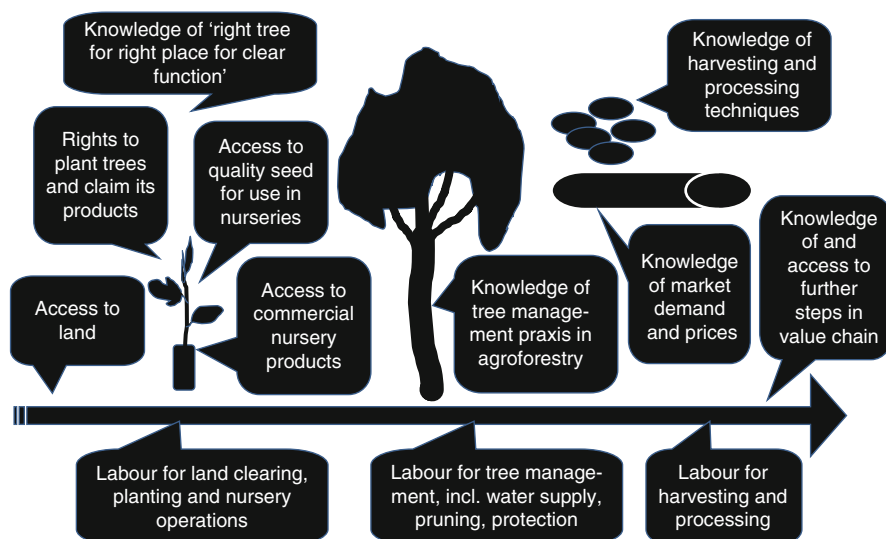 Knowledge of ‘right tree
for right place for clear
function’
Knowledge of
harvesting and
processing
techniques
Rights to
plant trees
and claim its
products
Access to
quality seed
for use in
nurseries
Knowledge
of and
access to
further
steps in
value chain
Access to
land
Access to
commercial
nursery
products
Knowledge of
tree manage-
ment praxis in
agroforestry
Knowledge
of market
demand
and prices
Labour for land clearing,
planting and nursery
operations
Labour for tree manage-
ment, incl. water supply,
pruning, protection
Labour for
harvesting and
processing